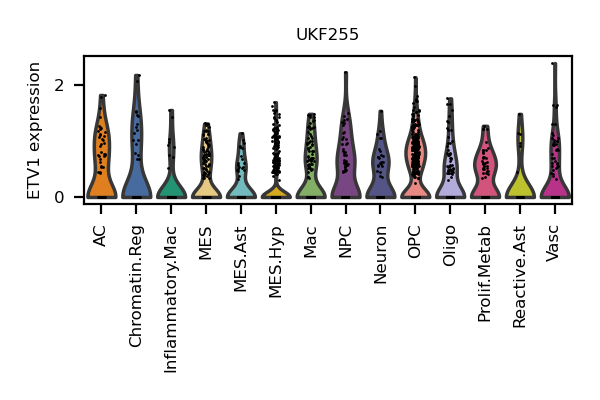 UKF255
ETV1 expression
2
0
AC
Chromatin.Reg
Inflammatory.Mac
MES
MES.Ast
MES.Hyp
Mac
NPC
Neuron
OPC
Oligo
Prolif.Metab
Reactive.Ast
Vasc